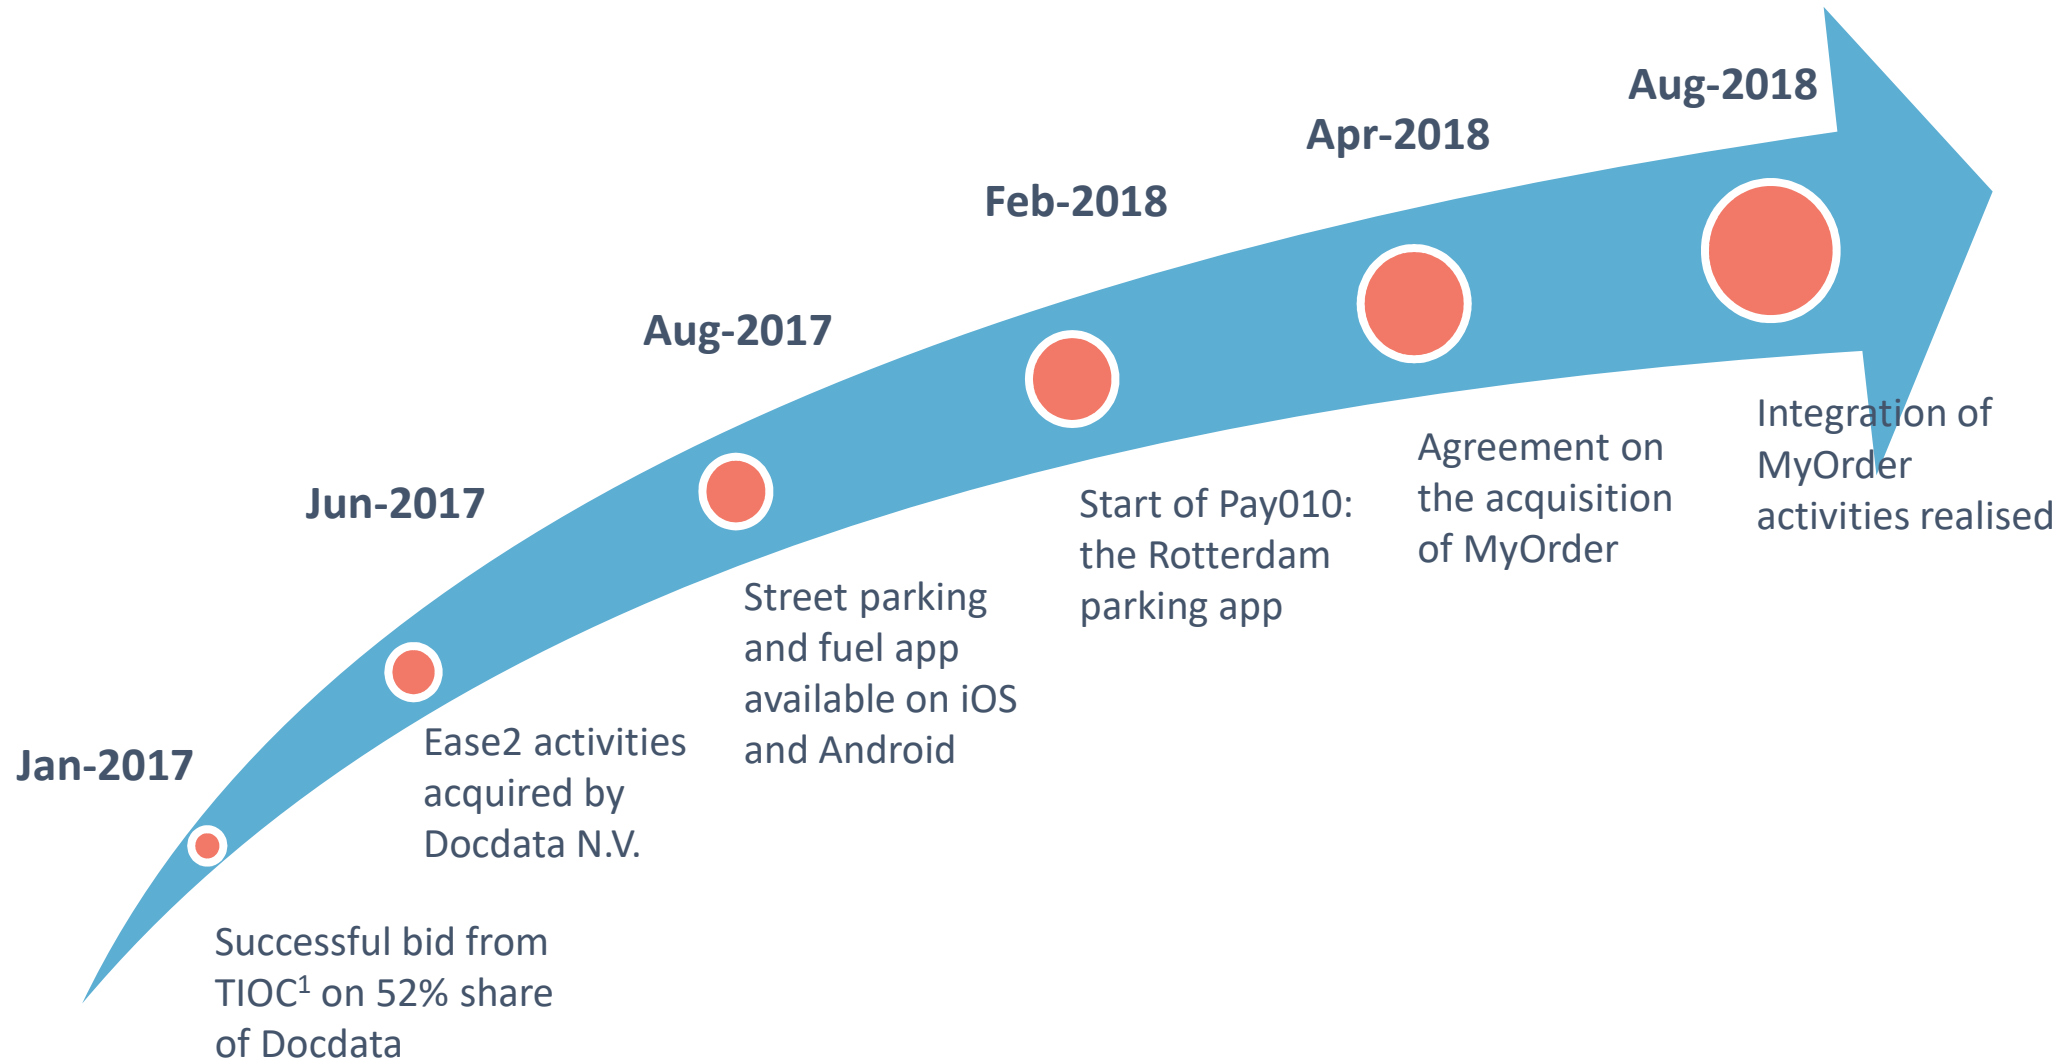 Jan-2017
Successful bid from
TIOC¹ on 52% share
of Docdata
Jun-2017
Ease2 activities
acquired by
Docdata N.V.
Aug-2017
Street parking
and fuel app
available on iOS
and Android
Feb-2018
Start of Pay010:
the Rotterdam
parking app
Apr-2018
Agreement on
the acquisition
of MyOrder
Aug-2018
Integration of
MyOrder
activities realised